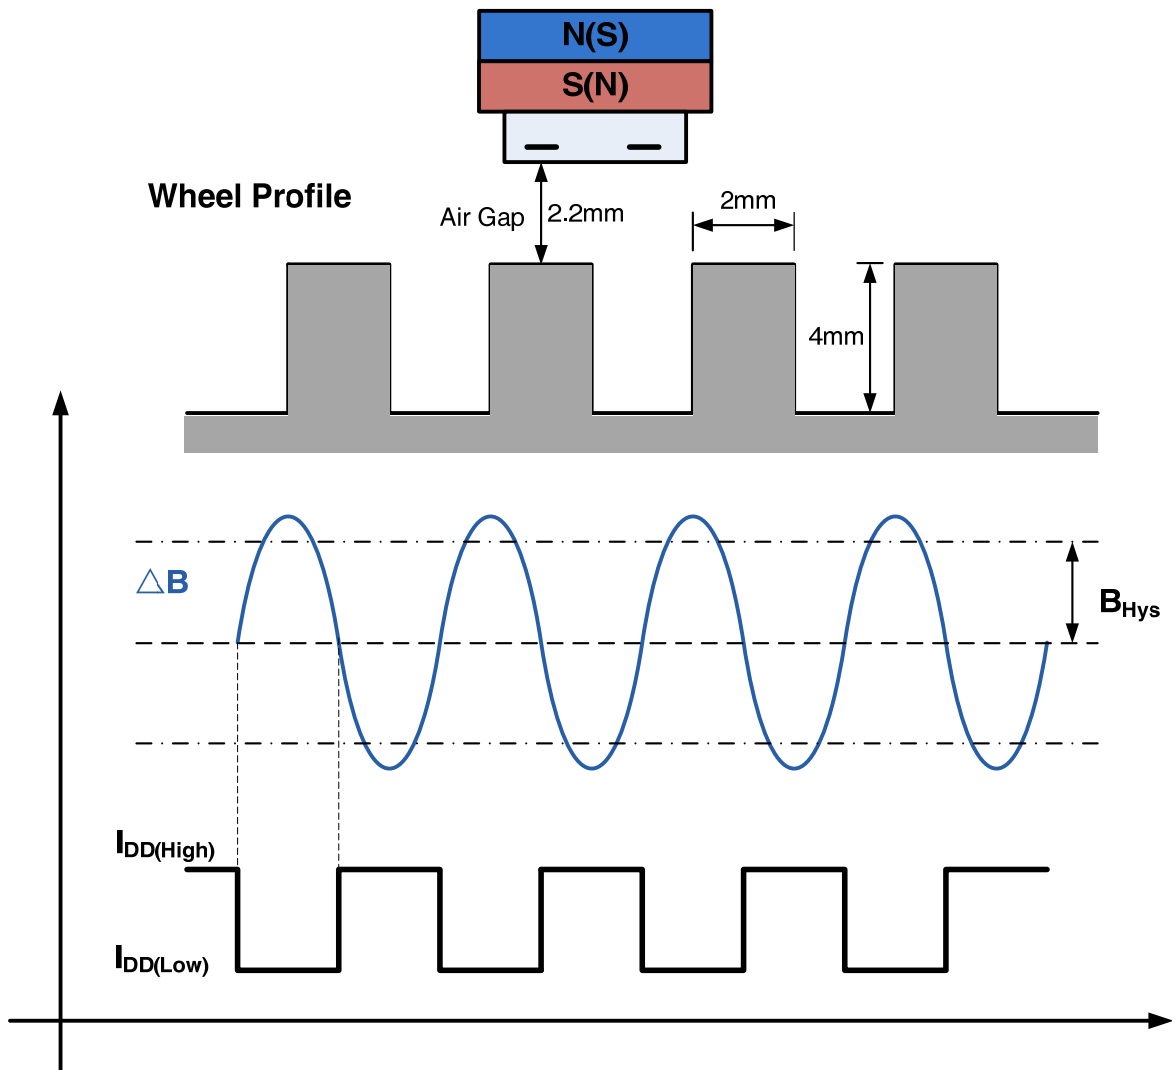 N(S)
S(N)
Wheel Profile
Air Gap
2.2mm
2mm
4mm
△B
BHys
IDD(High)
IDD(Low)